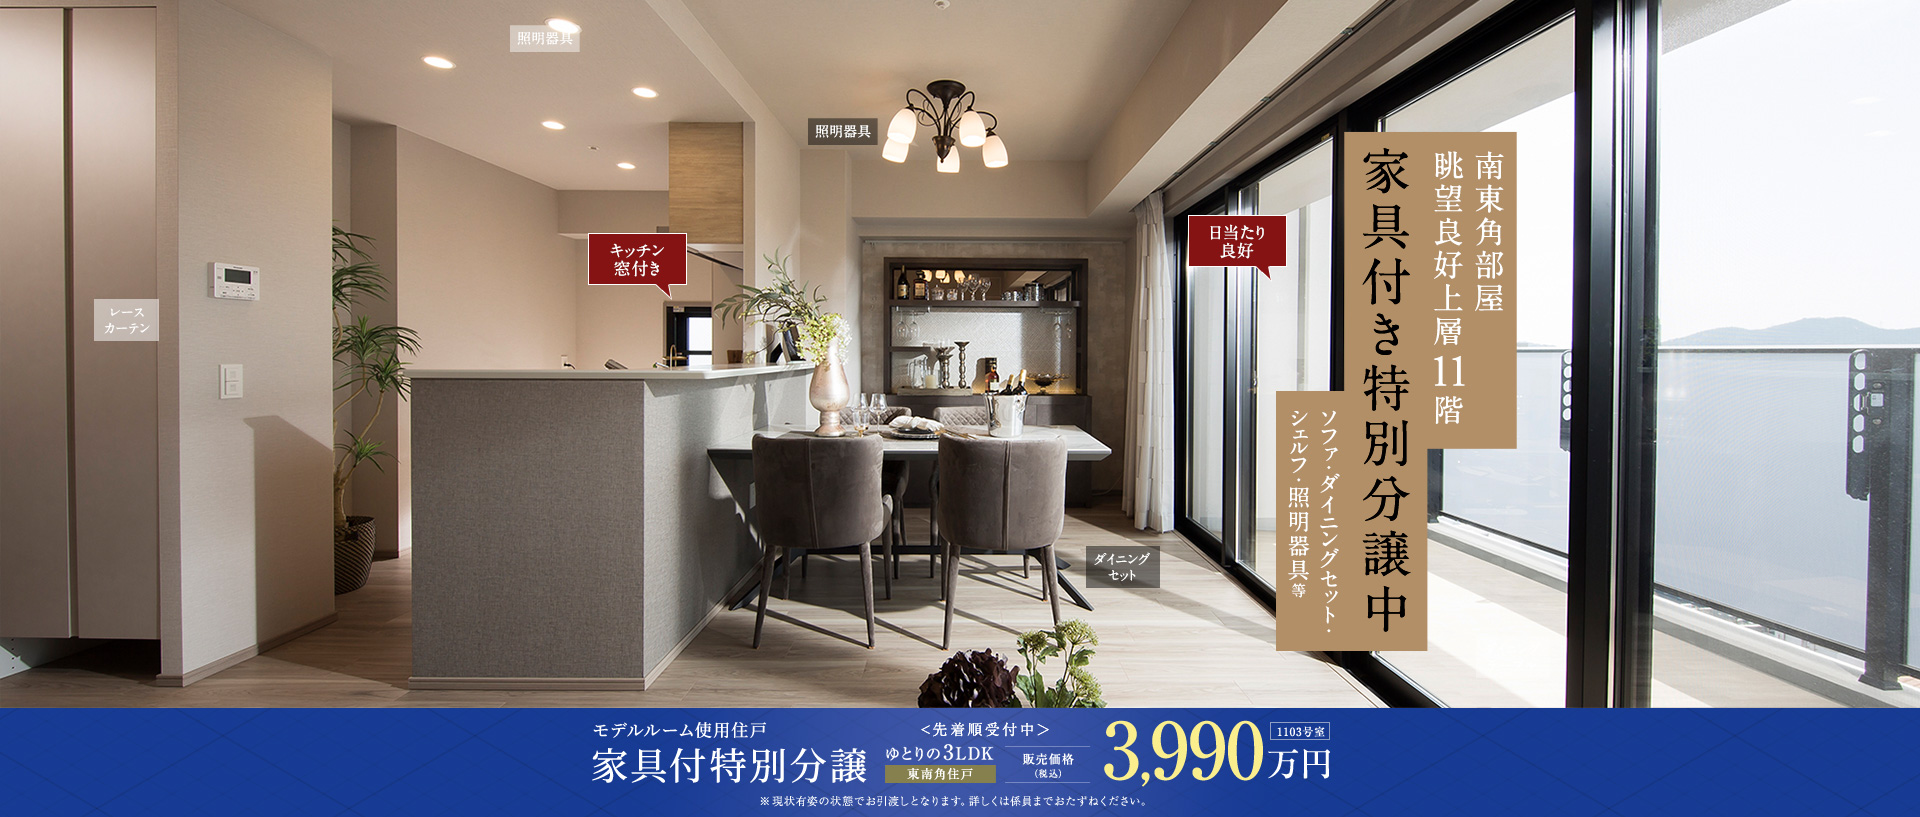 照明器具
照明器具
キッチン
窓付き
日当たり
良好
レース
カーテン
ダイニング
セット
南東角部屋
眺望良好上層11階
家具付き特別分譲中
ソファ・ダイニングセット・
シェルフ・照明器具等
モデルルーム使用住戸
家具付特別分譲
<先着順受付中>
ゆとりの3LDK
東南角住戸
販売価格
(税込)
3,990万円
1103号室
※現状有姿の状態でお引渡しとなります。詳しくは係員までおたずねください。